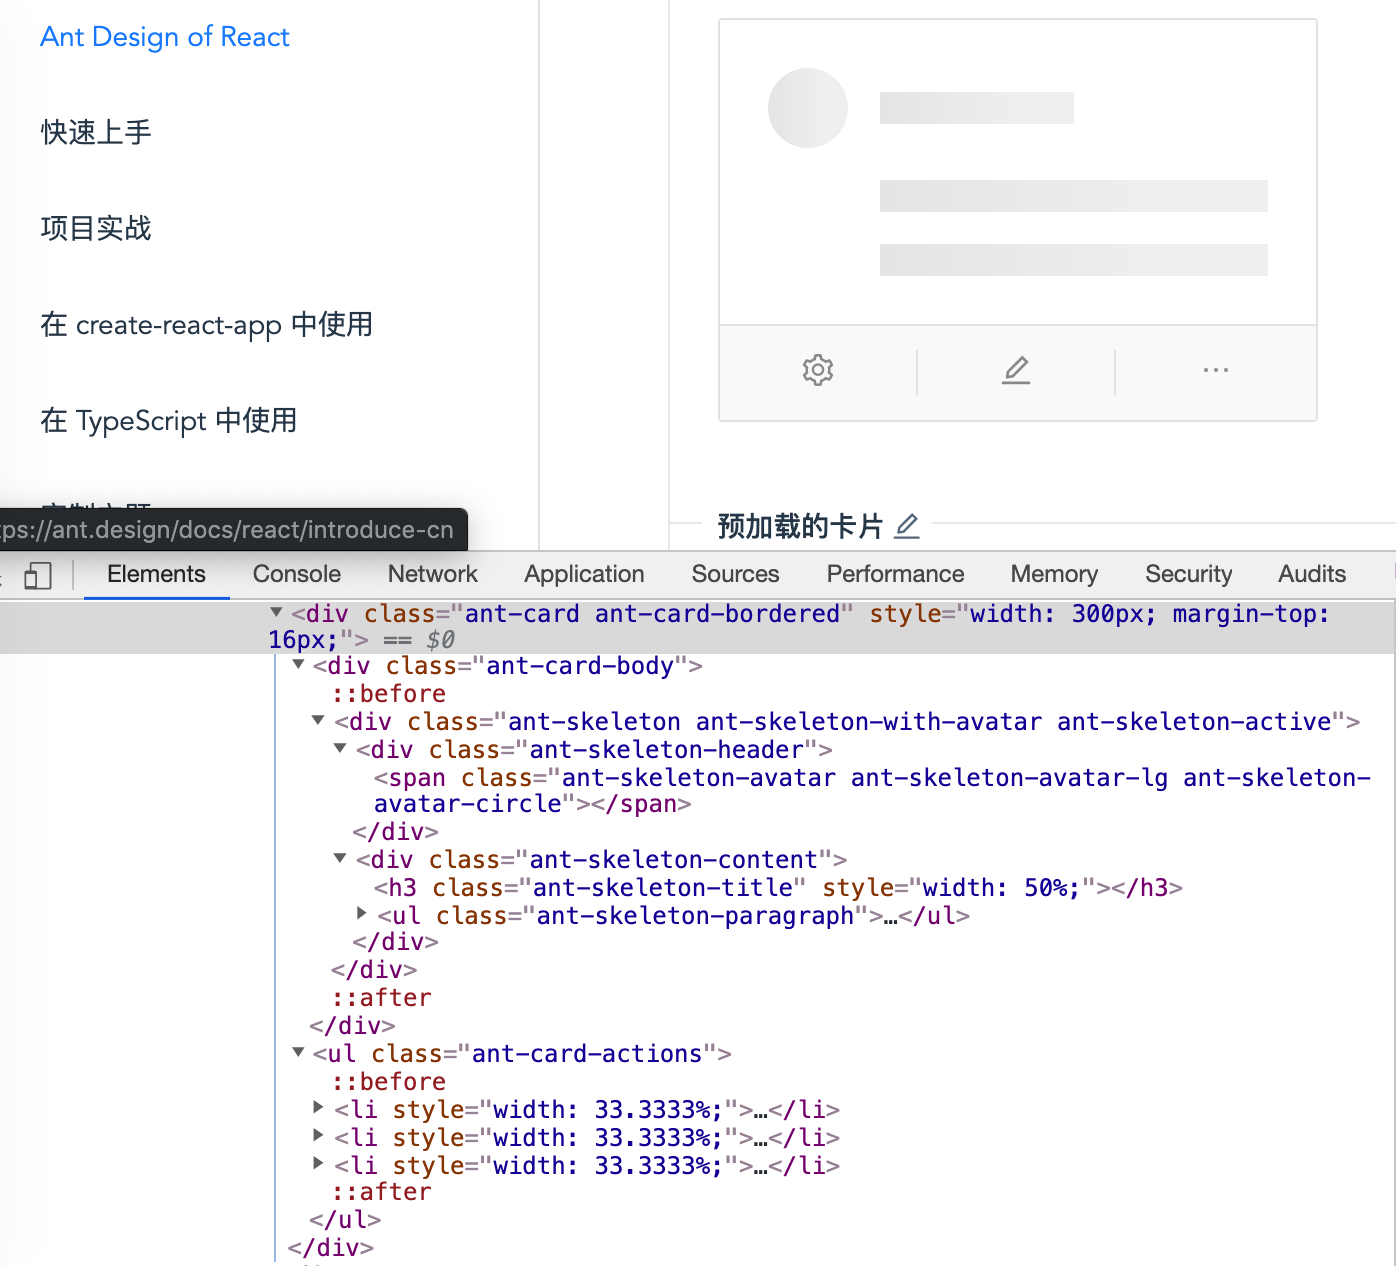 Ant Design of React
快速上手
项目实战
在 create-react-app 中使用
在 TypeScript 中使用
ps://ant.design/docs/react/introduce-cn
预加载的卡片
Elements Console Network Application Sources Performance Memory Security Audits
<div class="ant-card ant-card-bordered" style="width: 300px; margin-top:
16px;"> == $0
<div class="ant-card-body">
::before
<div class="ant-skeleton ant-skeleton-with-avatar ant-skeleton-active">
<div class="ant-skeleton-header">
<span class="ant-skeleton-avatar ant-skeleton-avatar-lg ant-skeleton-
avatar-circle"></span>
</div>
<div class="ant-skeleton-content">
<h3 class="ant-skeleton-title" style="width: 50%;"></h3>
<ul class="ant-skeleton-paragraph">…</ul>
</div>
</div>
::after
</div>
<ul class="ant-card-actions">
::before
<li style="width: 33.3333%;">…</li>
<li style="width: 33.3333%;">…</li>
<li style="width: 33.3333%;">…</li>
::after
</ul>
</div>